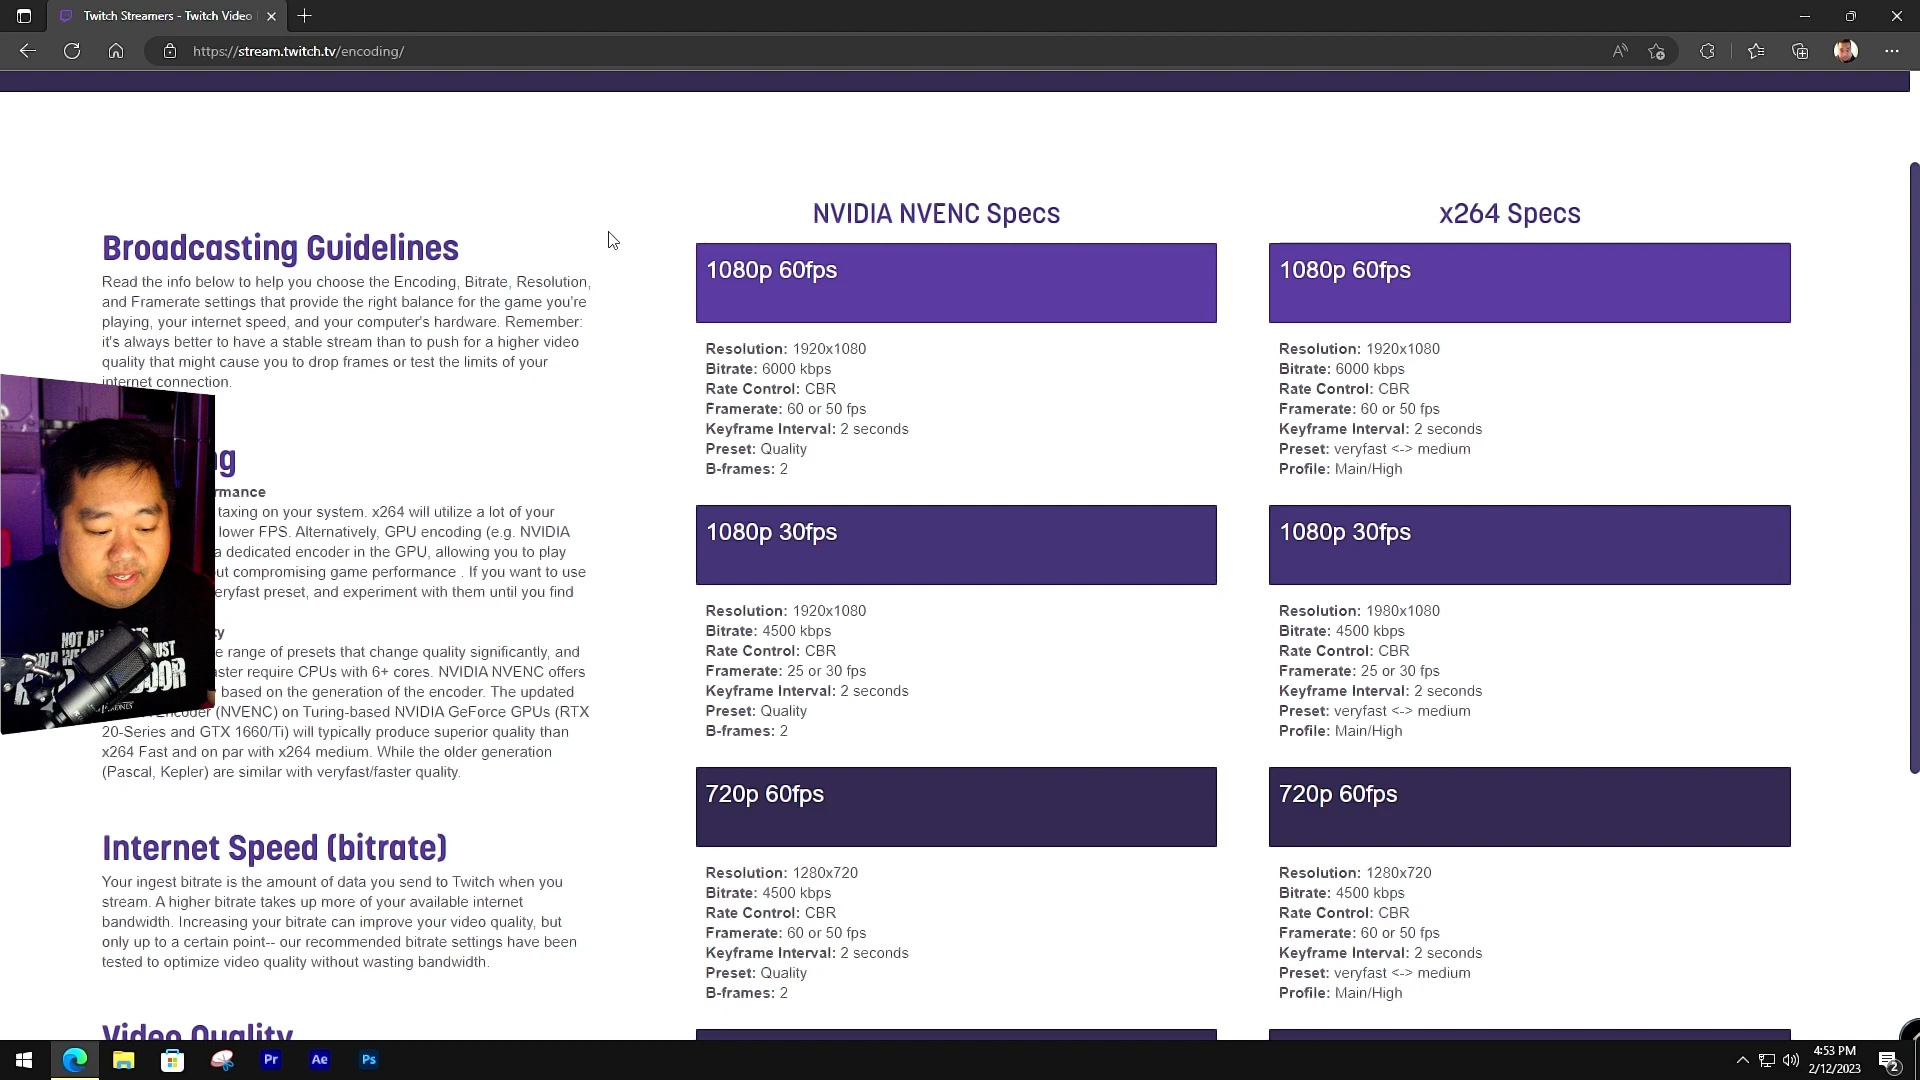 Twitch Streamers - Twitch Video
https://stream.twitch.tv/encoding/
Broadcasting Guidelines
Read the info below to help you choose the Encoding, Bitrate, Resolution,
and Framerate settings that provide the right balance for the game you're
playing, your internet speed, and your computer's hardware. Remember:
it's always better to have a stable stream than to push for a higher video
quality that might cause you to drop frames or test the limits of your
internet connection.
taxing on your system. x264 will utilize a lot of your
lower FPS. Alternatively, GPU encoding (e.g. NVIDIA
a dedicated encoder in the GPU, allowing you to play
compromising game performance . If you want to use
preset, and experiment with them until you find
range of presets that change quality significantly, and
require CPUs with 6+ cores. NVIDIA NVENC offers
based on the generation of the encoder. The updated
(NVENC) on Turing-based NVIDIA GeForce GPUs (RTX
20-Series and GTX 1660/Ti) will typically produce superior quality than
x264 Fast and on par with x264 medium. While the older generation
(Pascal, Kepler) are similar with veryfast/faster quality.
Internet Speed (bitrate)
Your ingest bitrate is the amount of data you send to Twitch when you
stream. A higher bitrate takes up more of your available internet
bandwidth. Increasing your bitrate can improve your video quality, but
only up to a certain point-- our recommended bitrate settings have been
tested to optimize video quality without wasting bandwidth.
Video Quality
NVIDIA NVENC Specs
1080p 60fps
Resolution: 1920x1080
Bitrate: 6000 kbps
Rate Control: CBR
Framerate: 60 or 50 fps
Keyframe Interval: 2 seconds
Preset: Quality
B-frames: 2
1080p 30fps
Resolution: 1920x1080
Bitrate: 4500 kbps
Rate Control: CBR
Framerate: 25 or 30 fps
Keyframe Interval: 2 seconds
Preset: Quality
B-frames: 2
720p 60fps
Resolution: 1280x720
Bitrate: 4500 kbps
Rate Control: CBR
Framerate: 60 or 50 fps
Keyframe Interval: 2 seconds
Preset: Quality
B-frames: 2
x264 Specs
1080p 60fps
Resolution: 1920x1080
Bitrate: 6000 kbps
Rate Control: CBR
Framerate: 60 or 50 fps
Keyframe Interval: 2 seconds
Preset: veryfast <-> medium
Profile: Main/High
1080p 30fps
Resolution: 1980x1080
Bitrate: 4500 kbps
Rate Control: CBR
Framerate: 25 or 30 fps
Keyframe Interval: 2 seconds
Preset: veryfast <-> medium
Profile: Main/High
720p 60fps
Resolution: 1280x720
Bitrate: 4500 kbps
Rate Control: CBR
Framerate: 60 or 50 fps
Keyframe Interval: 2 seconds
Preset: veryfast <-> medium
Profile: Main/High
Pr
Ae
Ps
4:53 PM
2/12/2023
2